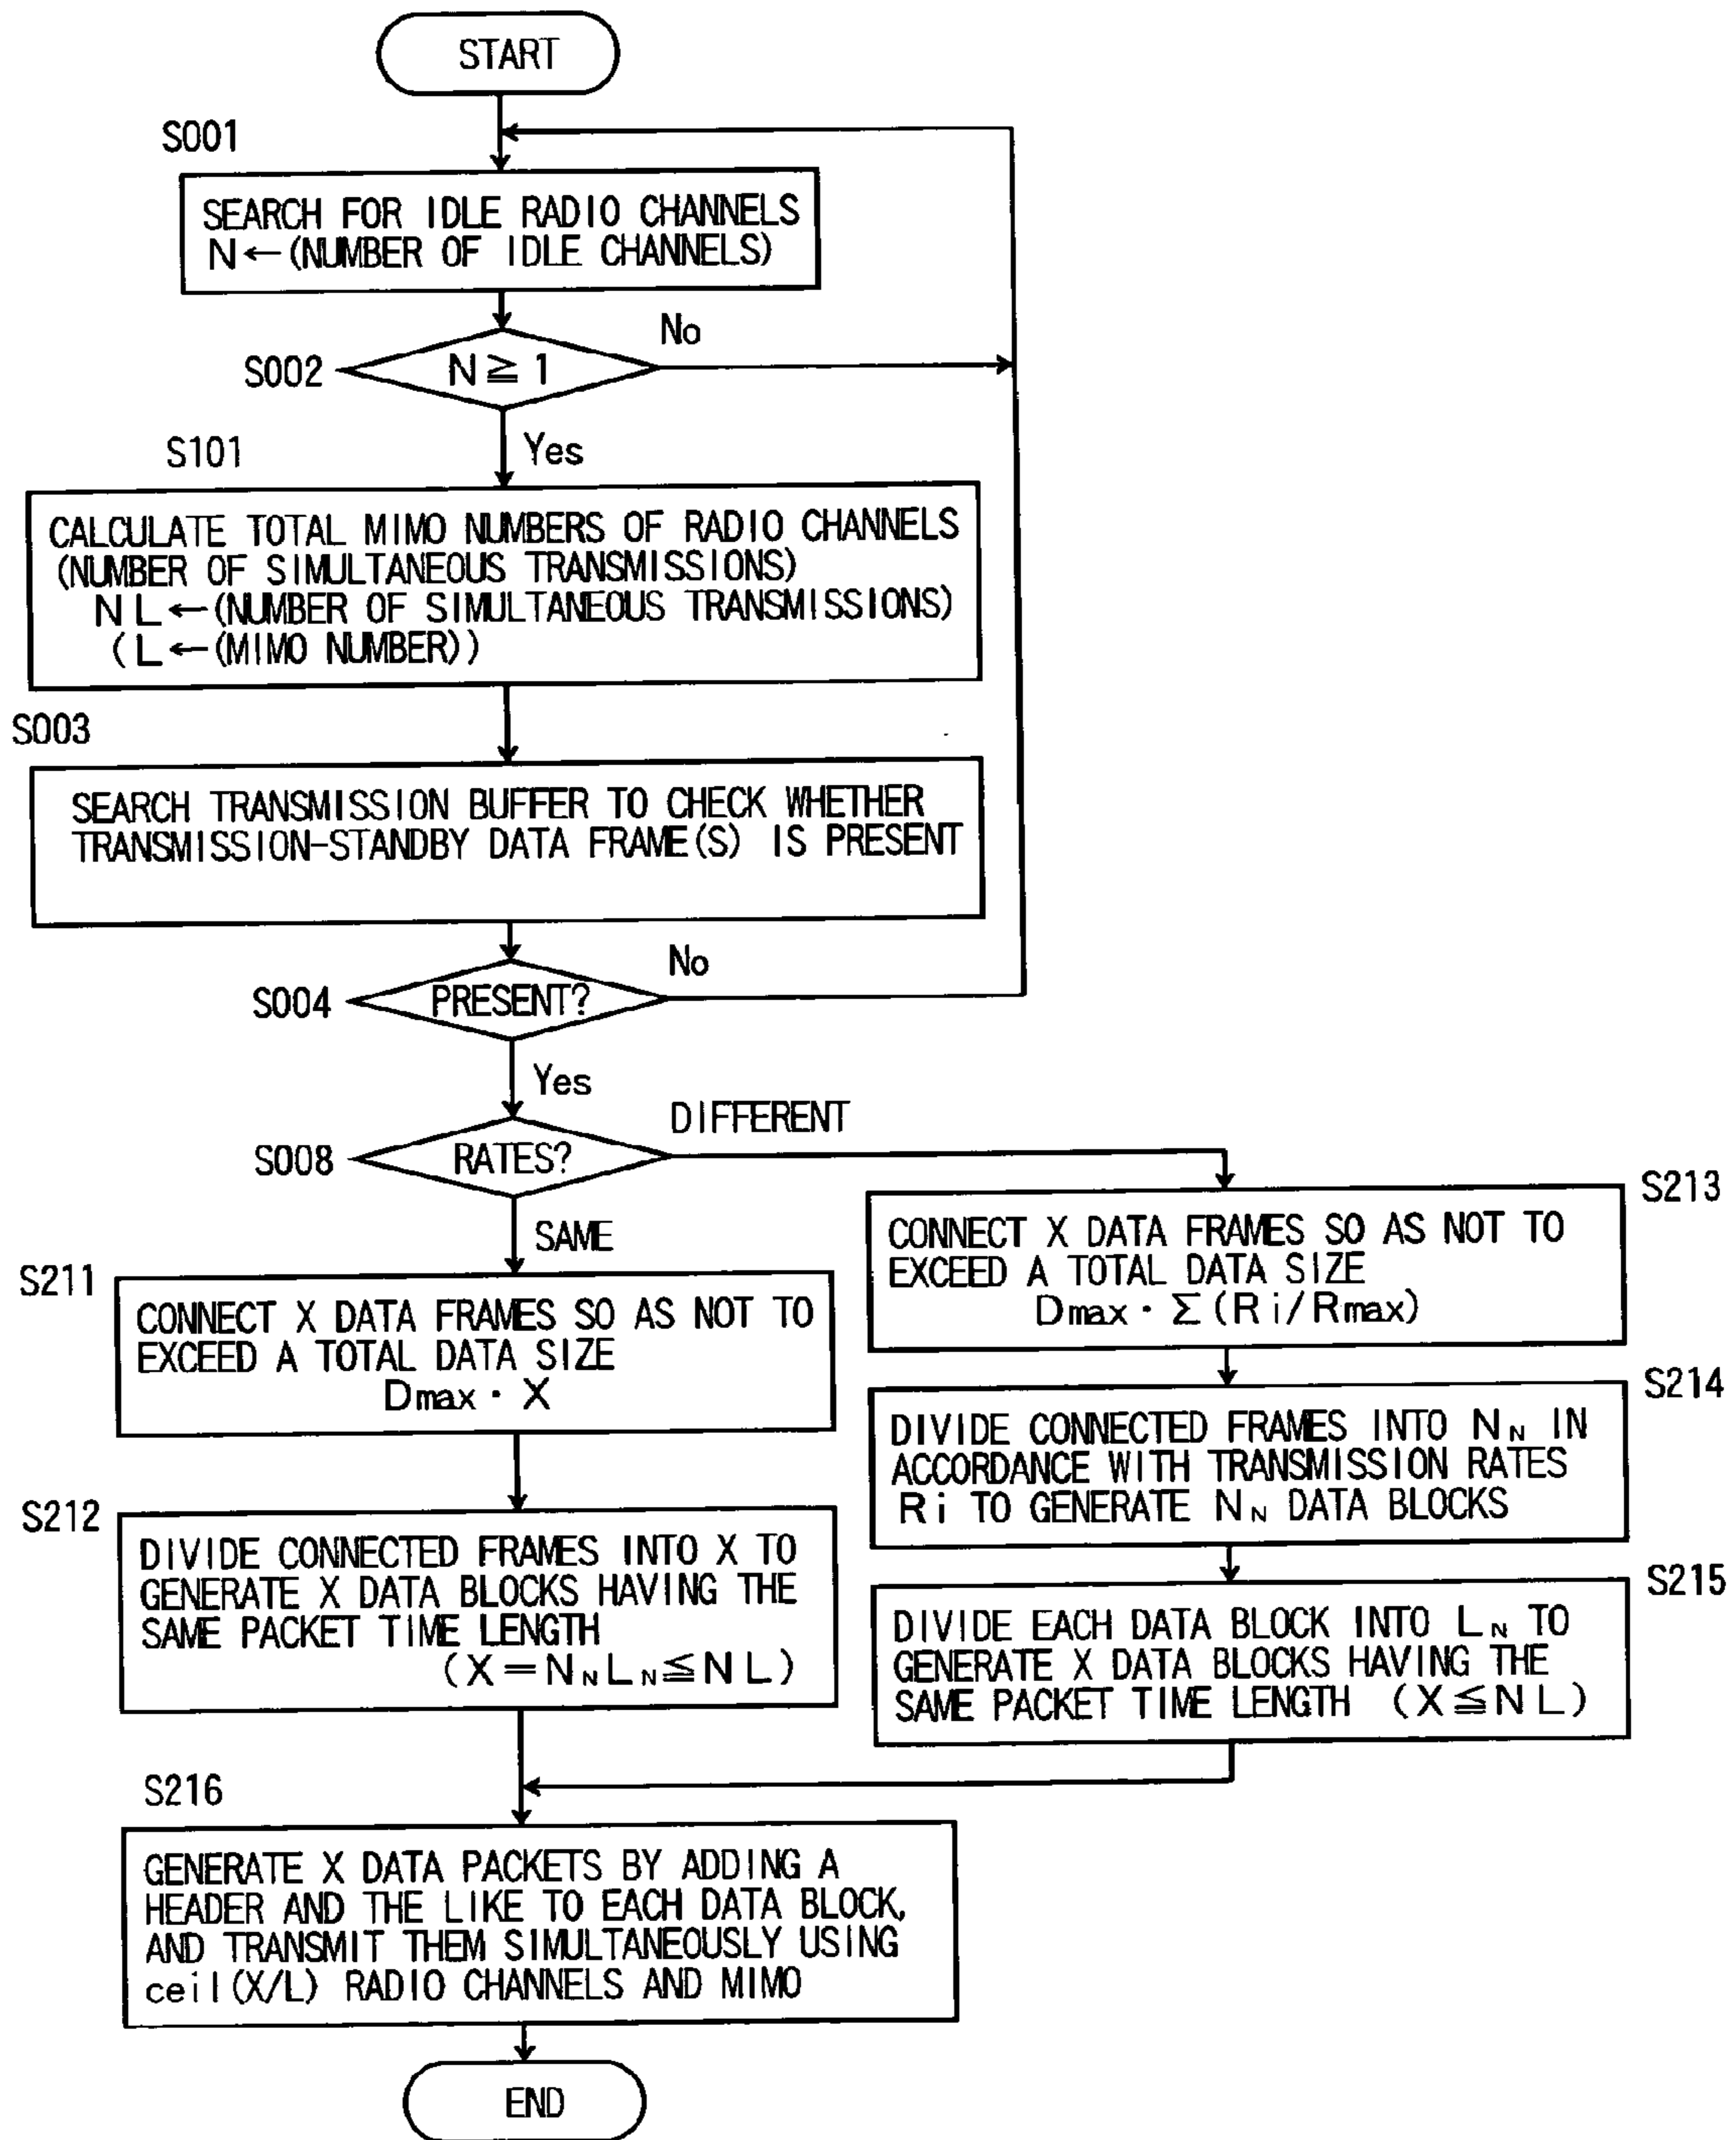 START
S001
SEARCH FOR IDLE RADIO CHANNELS
N←(NUMBER OF IDLE CHANNELS)
S002
N≧1
No
Yes
S101
CALCULATE TOTAL MIMO NUMBERS OF RADIO CHANNELS
(NUMBER OF SIMULTANEOUS TRANSMISSIONS)
NL←(NUMBER OF SIMULTANEOUS TRANSMISSIONS)
(L←(MIMO NUMBER))
S003
SEARCH TRANSMISSION BUFFER TO CHECK WHETHER
TRANSMISSION-STANDBY DATA FRAME(S) IS PRESENT
S004
PRESENT?
No
Yes
S008
RATES?
DIFFERENT
SAME
S211
CONNECT X DATA FRAMES SO AS NOT TO
EXCEED A TOTAL DATA SIZE
Dmax・X
S212
DIVIDE CONNECTED FRAMES INTO X TO
GENERATE X DATA BLOCKS HAVING THE
SAME PACKET TIME LENGTH
(X=NNLN≦NL)
S213
CONNECT X DATA FRAMES SO AS NOT TO
EXCEED A TOTAL DATA SIZE
Dmax・Σ(Ri/Rmax)
S214
DIVIDE CONNECTED FRAMES INTO NN IN
ACCORDANCE WITH TRANSMISSION RATES
Ri TO GENERATE NN DATA BLOCKS
S215
DIVIDE EACH DATA BLOCK INTO LN TO
GENERATE X DATA BLOCKS HAVING THE
SAME PACKET TIME LENGTH (X≦NL)
S216
GENERATE X DATA PACKETS BY ADDING A
HEADER AND THE LIKE TO EACH DATA BLOCK,
AND TRANSMIT THEM SIMULTANEOUSLY USING
ceil(X/L) RADIO CHANNELS AND MIMO
END